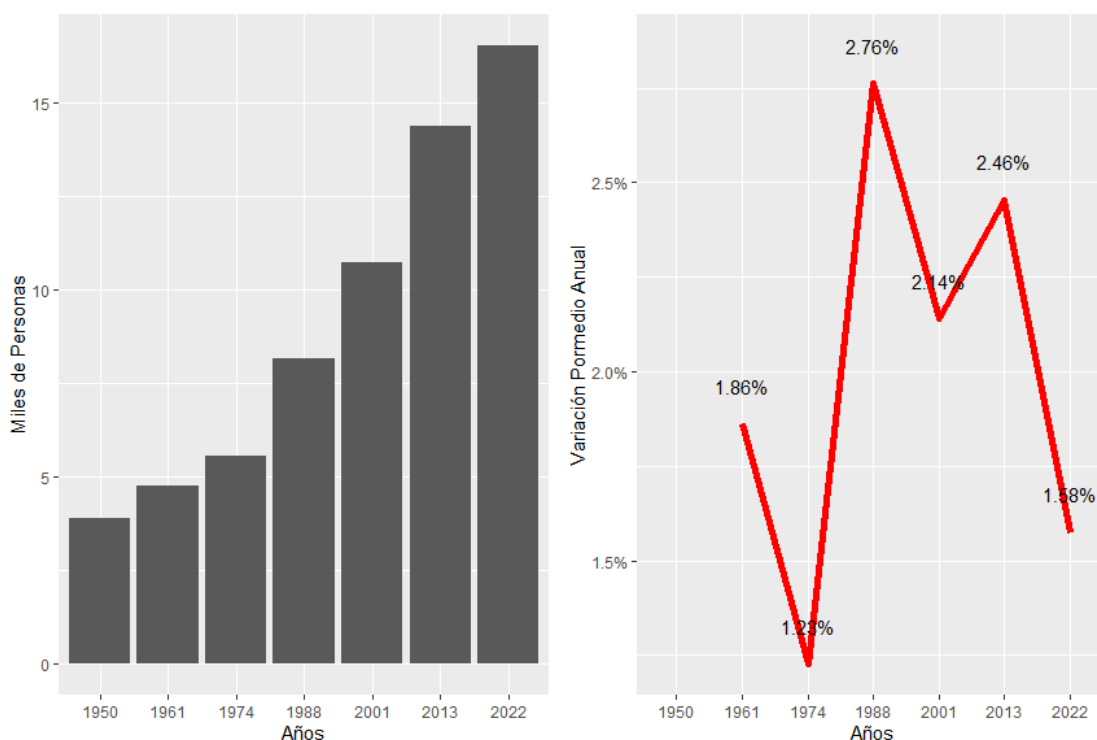 Miles de Personas
15
10
5
0
1950 1961 1974 1988 2001 2013 2022
Años
Variación Pormedio Anual
2.5%
2.0%
1.5%
1.86%
1.23%
2.76%
2.14%
2.46%
1.58%
1950 1961 1974 1988 2001 2013 2022
Años